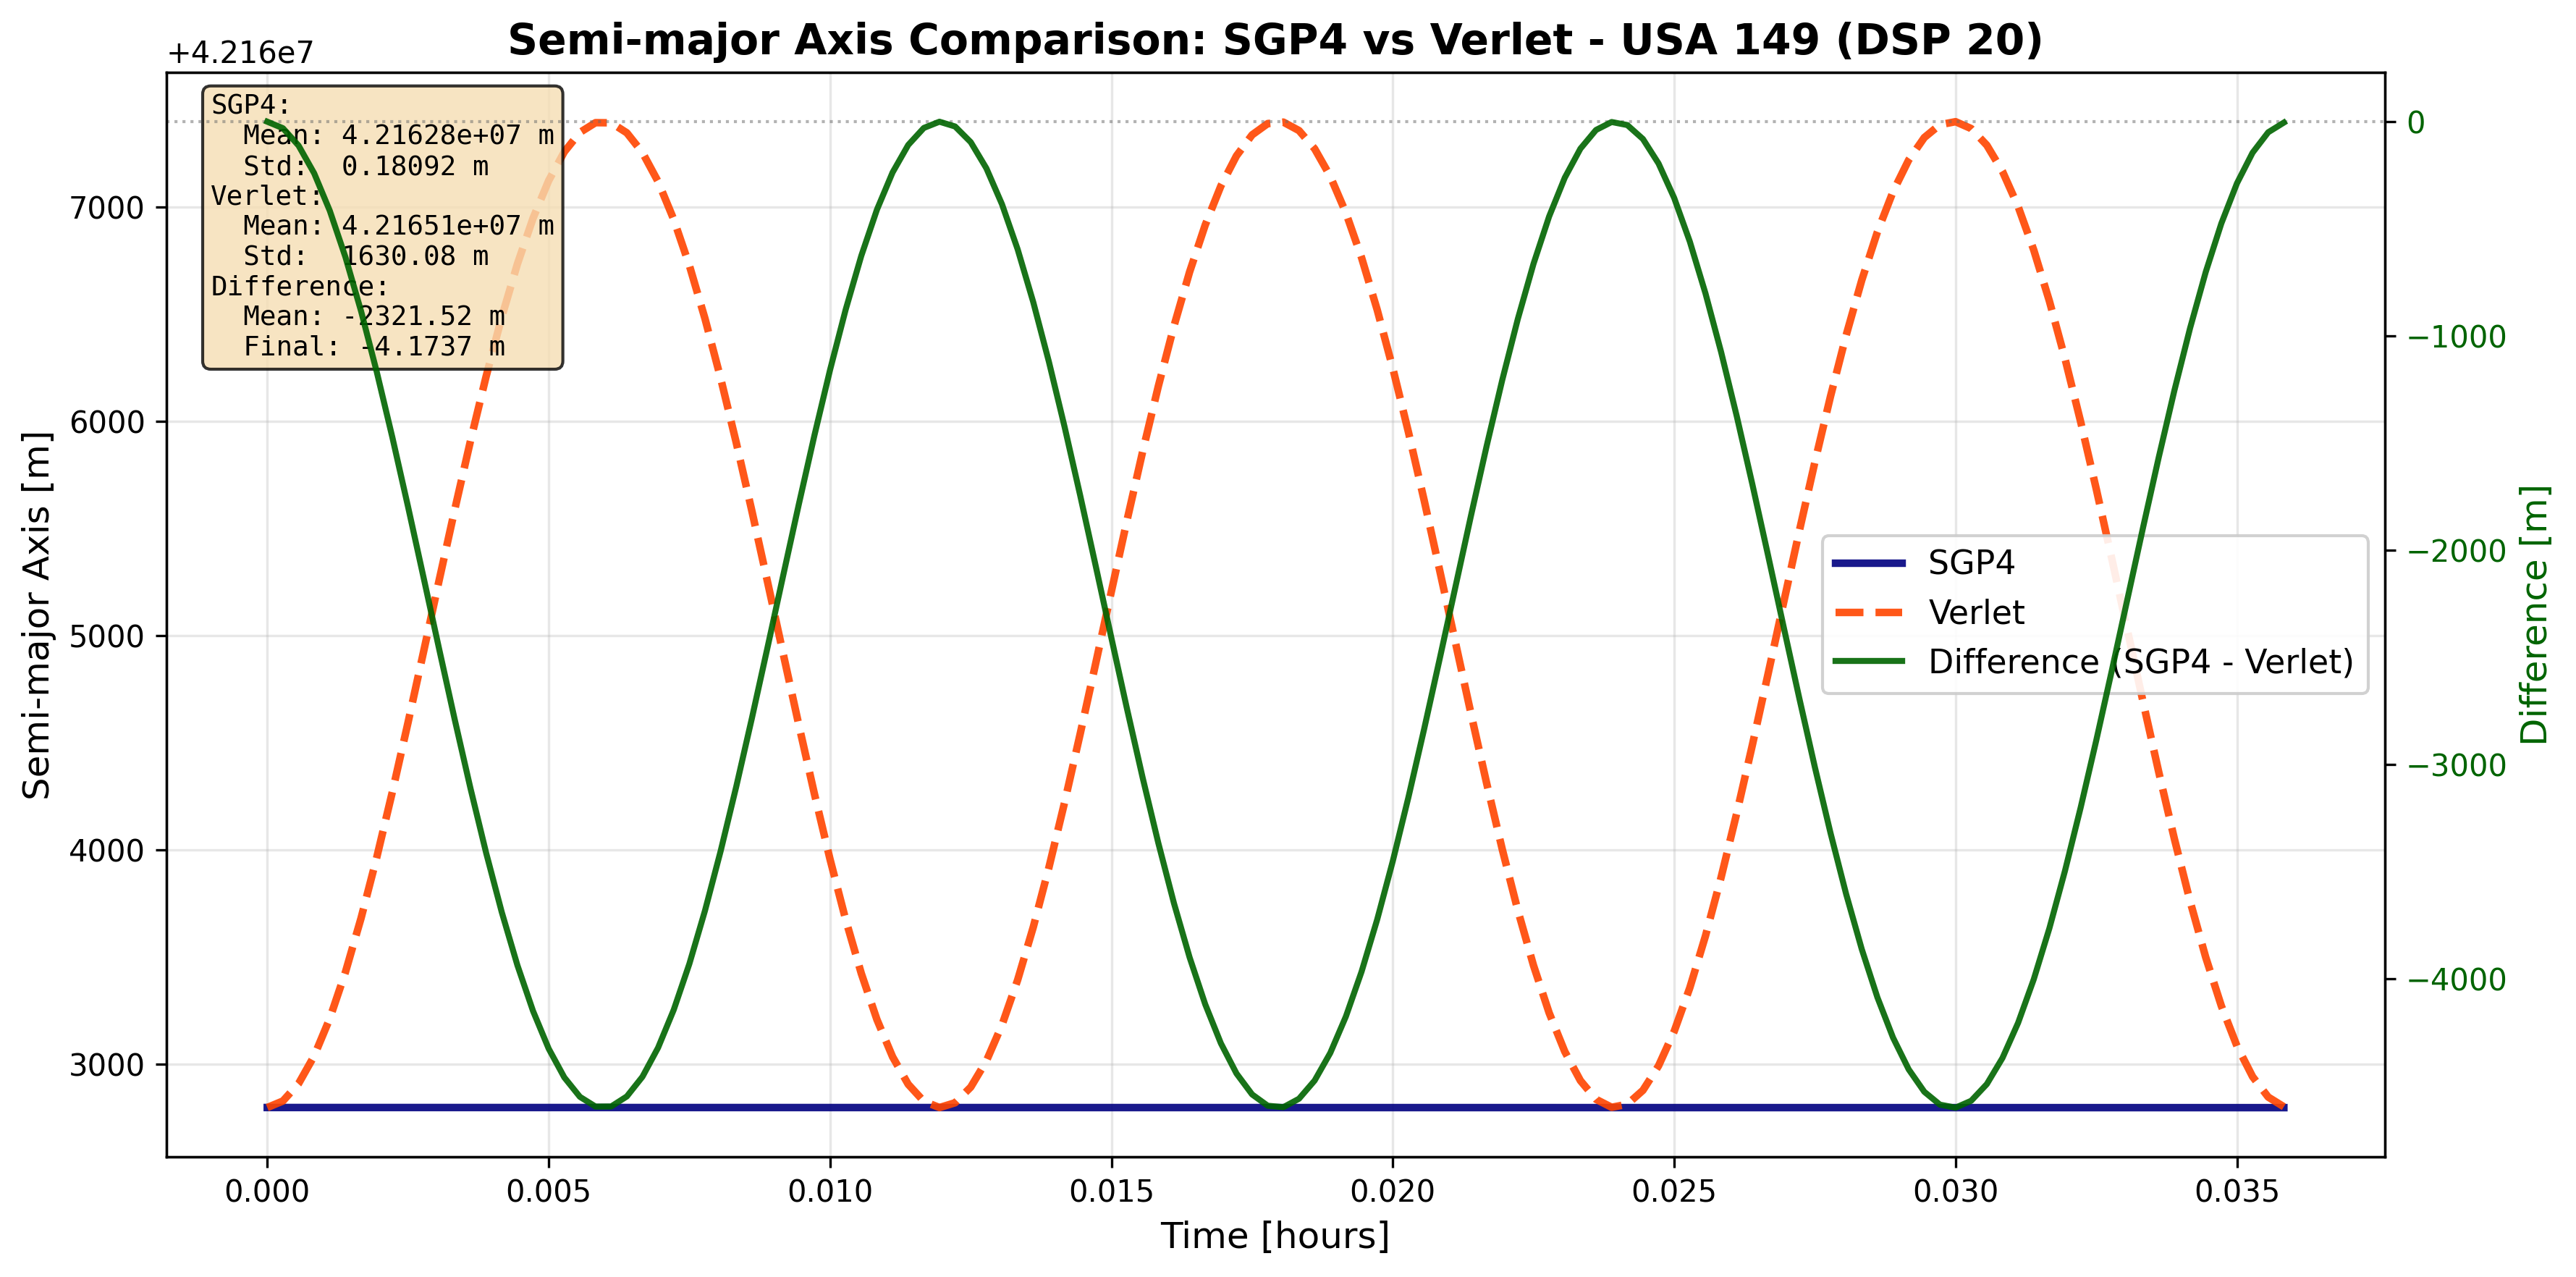 Semi-major Axis Comparison: SGP4 vs Verlet - USA 149 (DSP 20)
+4.216e7
SGP4:
Mean: 4.21628e+07 m
Std: 0.18092 m
Verlet:
Mean: 4.21651e+07 m
Std: 1630.08 m
Difference:
Mean: -2321.52 m
Final: -4.1737 m
7000
6000
5000
4000
3000
Semi-major Axis [m]
0
−1000
−2000
−3000
−4000
Difference [m]
SGP4
Verlet
Difference (SGP4 - Verlet)
0.000
0.005
0.010
0.015
0.020
0.025
0.030
0.035
Time [hours]